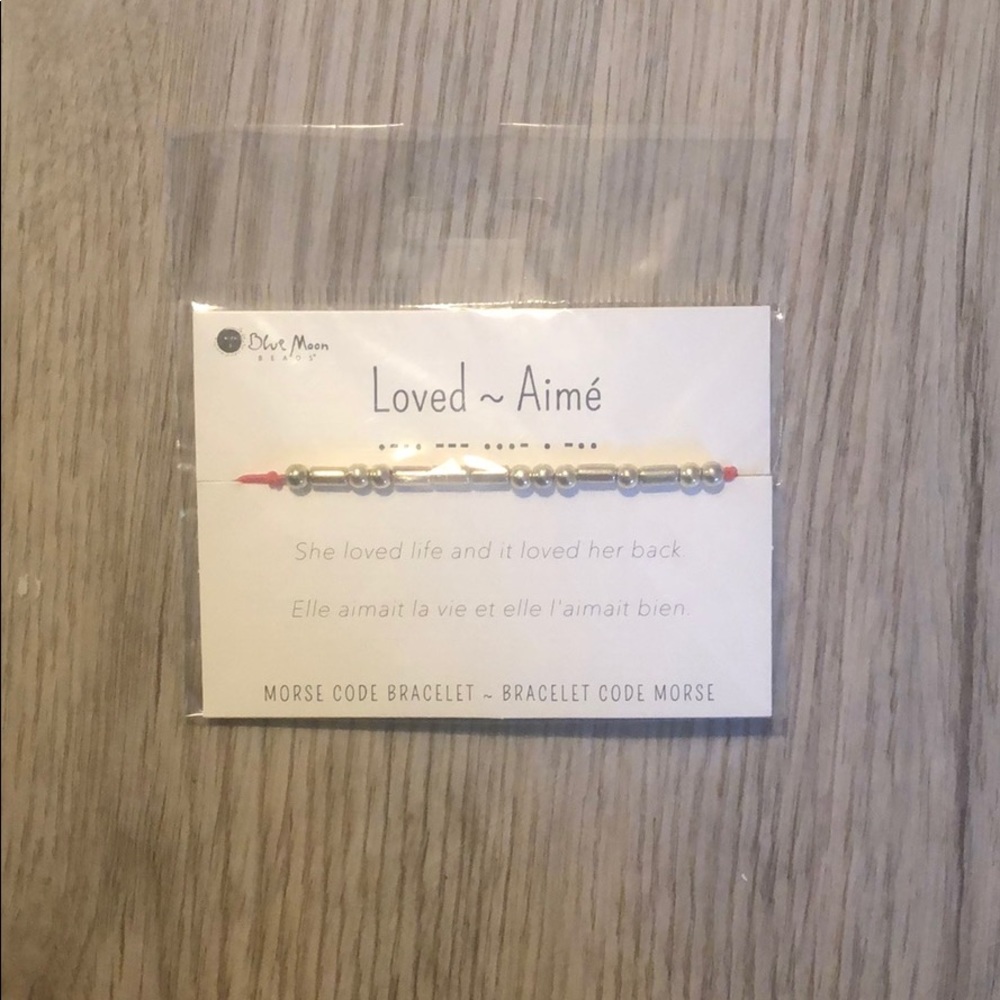 Blue Moon
BEADS
Loved ~ Aimé
.-.. --- ...- . -..
She loved life and it loved her back.
Elle aimait la vie et elle l'aimait bien.
MORSE CODE BRACELET ~ BRACELET CODE MORSE